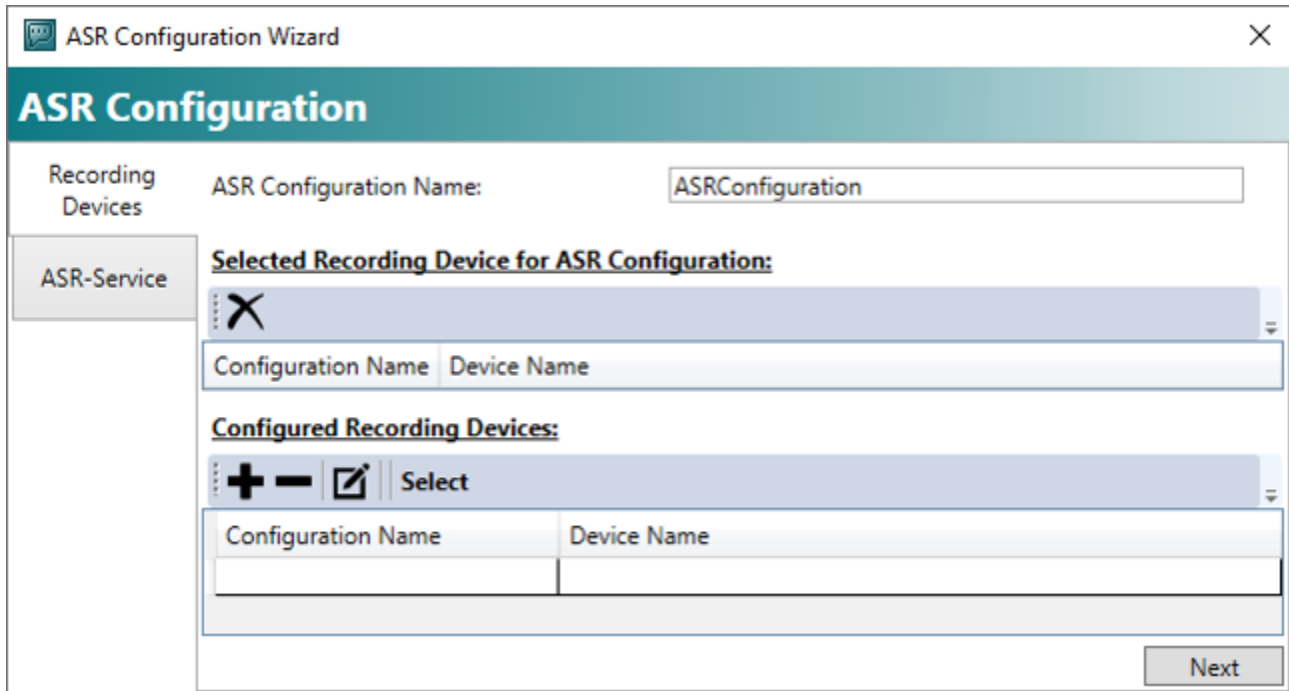 ASR Configuration Wizard
ASR Configuration
Recording
Devices
ASR-Service
ASR Configuration Name: ASRConfiguration
Selected Recording Device for ASR Configuration:
Configuration Name Device Name
Configured Recording Devices:
Select
Configuration Name Device Name
Next